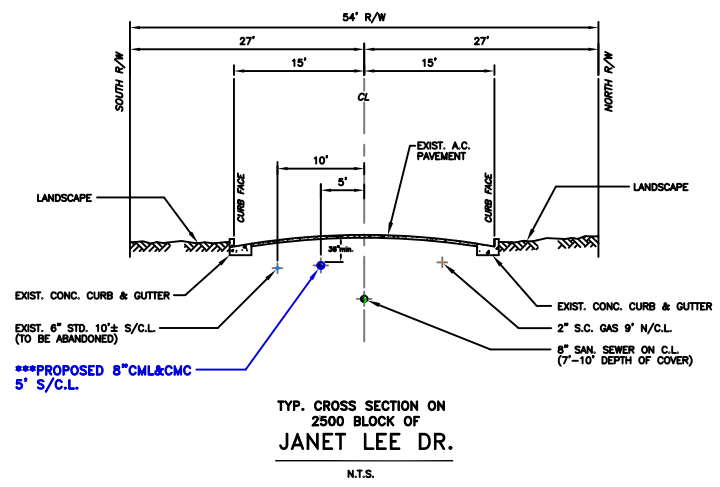 54' R/W
27'
27'
15'
15'
SOUTH R/W
NORTH R/W
CL
EXIST. A.C.
PAVEMENT
10'
5'
CURB FACE
CURB FACE
LANDSCAPE
LANDSCAPE
36"min.
EXIST. CONC. CURB & GUTTER
EXIST. CONC. CURB & GUTTER
EXIST. 6" STD. 10'± S/C.L.
(TO BE ABANDONED)
2" S.C. GAS 9' N/C.L.
8" SAN. SEWER ON C.L.
(7'-10' DEPTH OF COVER)
***PROPOSED 8"CML&CMC
5' S/C.L.
TYP. CROSS SECTION ON
2500 BLOCK OF
JANET LEE DR.
N.T.S.